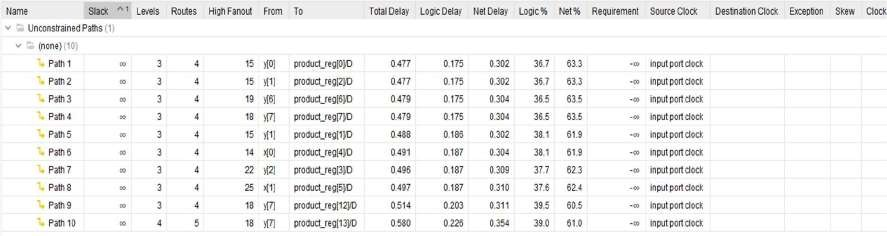 Name Slack ^1 Levels Routes High Fanout From To Total Delay Logic Delay Net Delay Logic % Net % Requirement Source Clock Destination Clock Exception Skew Clock
Unconstrained Paths (1)
(none) (10)
Path 1 ∞ 3 4 15 y[0] product_reg[0]/D 0.477 0.175 0.302 36.7 63.3 -∞ input port clock
Path 2 ∞ 3 4 15 y[1] product_reg[2]/D 0.477 0.175 0.302 36.7 63.3 -∞ input port clock
Path 3 ∞ 3 4 19 y[6] product_reg[6]/D 0.479 0.175 0.304 36.5 63.5 -∞ input port clock
Path 4 ∞ 3 4 18 y[7] product_reg[7]/D 0.479 0.175 0.304 36.5 63.5 -∞ input port clock
Path 5 ∞ 3 4 15 y[1] product_reg[1]/D 0.488 0.186 0.302 38.1 61.9 -∞ input port clock
Path 6 ∞ 3 4 14 x[0] product_reg[4]/D 0.491 0.187 0.304 38.1 61.9 -∞ input port clock
Path 7 ∞ 3 4 22 y[2] product_reg[3]/D 0.496 0.187 0.309 37.7 62.3 -∞ input port clock
Path 8 ∞ 3 4 25 x[1] product_reg[5]/D 0.497 0.187 0.310 37.6 62.4 -∞ input port clock
Path 9 ∞ 3 4 18 y[7] product_reg[12]/D 0.514 0.203 0.311 39.5 60.5 -∞ input port clock
Path 10 ∞ 4 5 18 y[7] product_reg[13]/D 0.580 0.226 0.354 39.0 61.0 -∞ input port clock